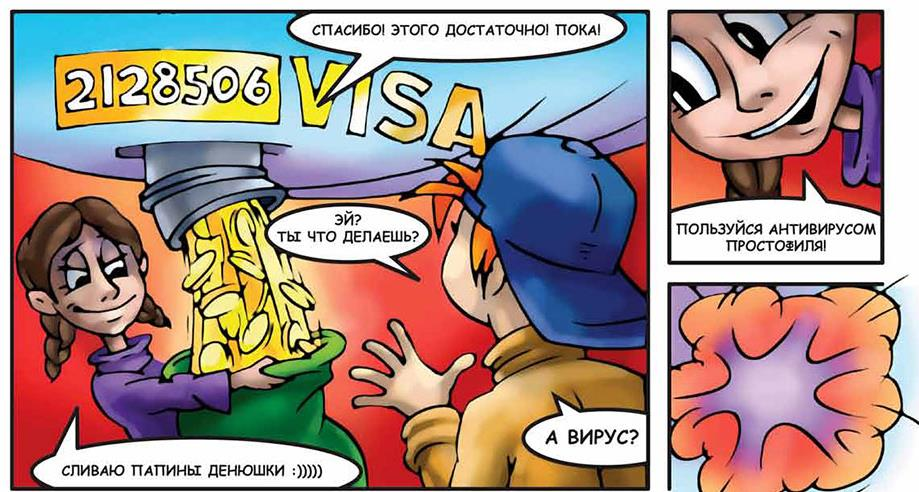 СПАСИБО! ЭТОГО ДОСТАТОЧНО! ПОКА!
2128506
VISA
ЭЙ?
ТЫ ЧТО ДЕЛАЕШЬ?
СЛИВАЮ ПАПИНЫ ДЕНЮШКИ :)))))
А ВИРУС?
ПОЛЬЗУЙСЯ АНТИВИРУСОМ
ПРОСТОФИЛЯ!